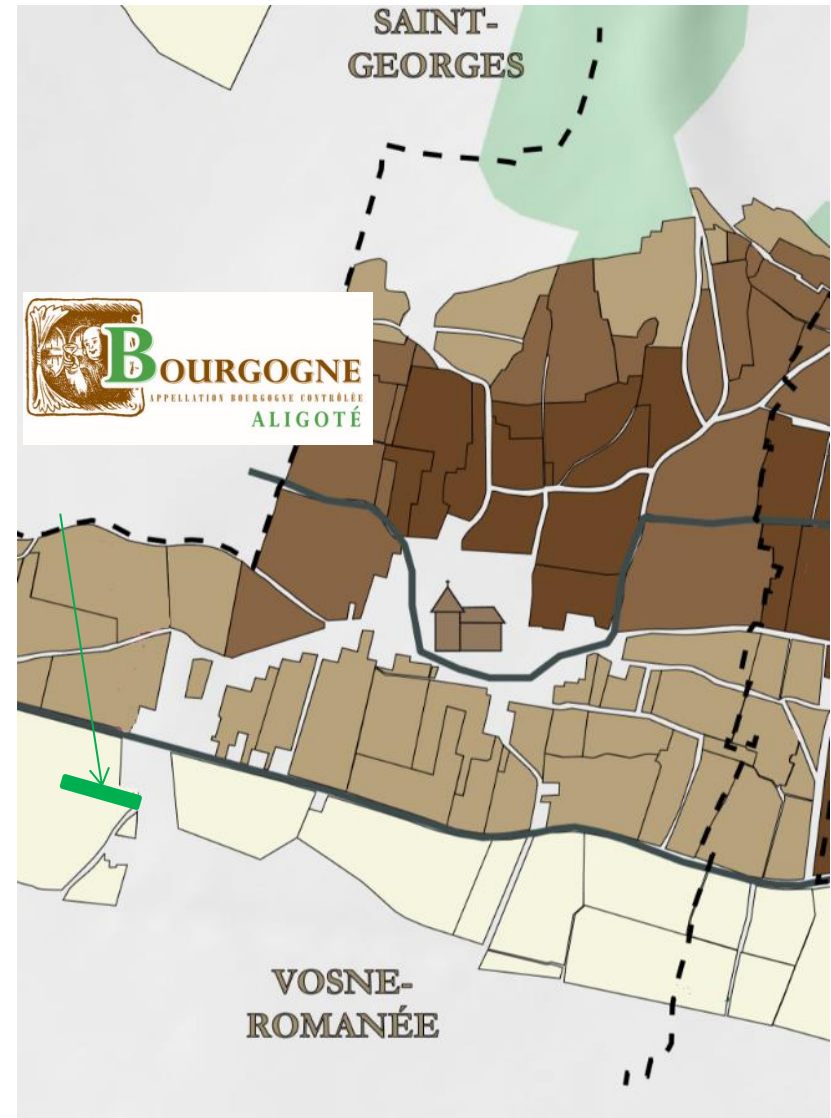 SAINT-
GEORGES
BOURGOGNE
APPELLATION BOURGOGNE CONTRÔLÉE
ALIGOTÉ
VOSNE-
ROMANÉE